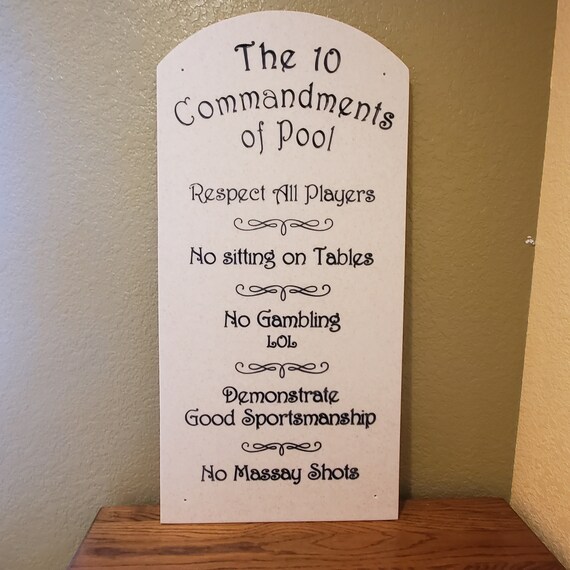 The 10
Commandments
of Pool
Respect All Players
No sitting on Tables
No Gambling
LOL
Demonstrate
Good Sportsmanship
No Massay Shots